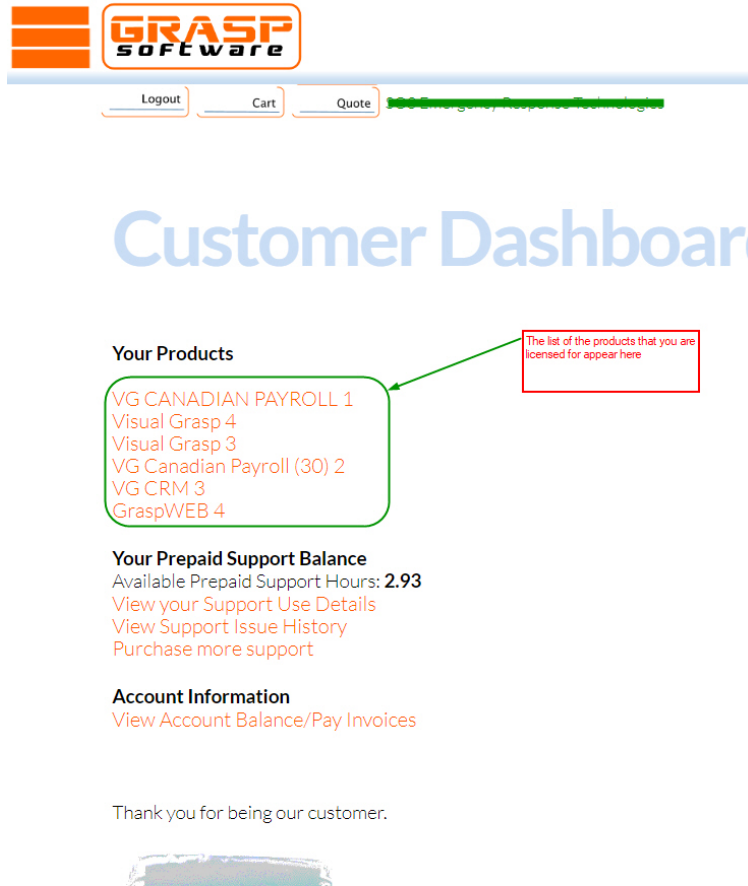 GRASP
software
Logout
Cart
Quote
Customer Dashboar
Your Products
The list of the products that you are
licensed for appear here
VG CANADIAN PAYROLL 1
Visual Grasp 4
Visual Grasp 3
VG Canadian Payroll (30) 2
VG CRM 3
GraspWEB 4
Your Prepaid Support Balance
Available Prepaid Support Hours: 2.93
View your Support Use Details
View Support Issue History
Purchase more support
Account Information
View Account Balance/Pay Invoices
Thank you for being our customer.